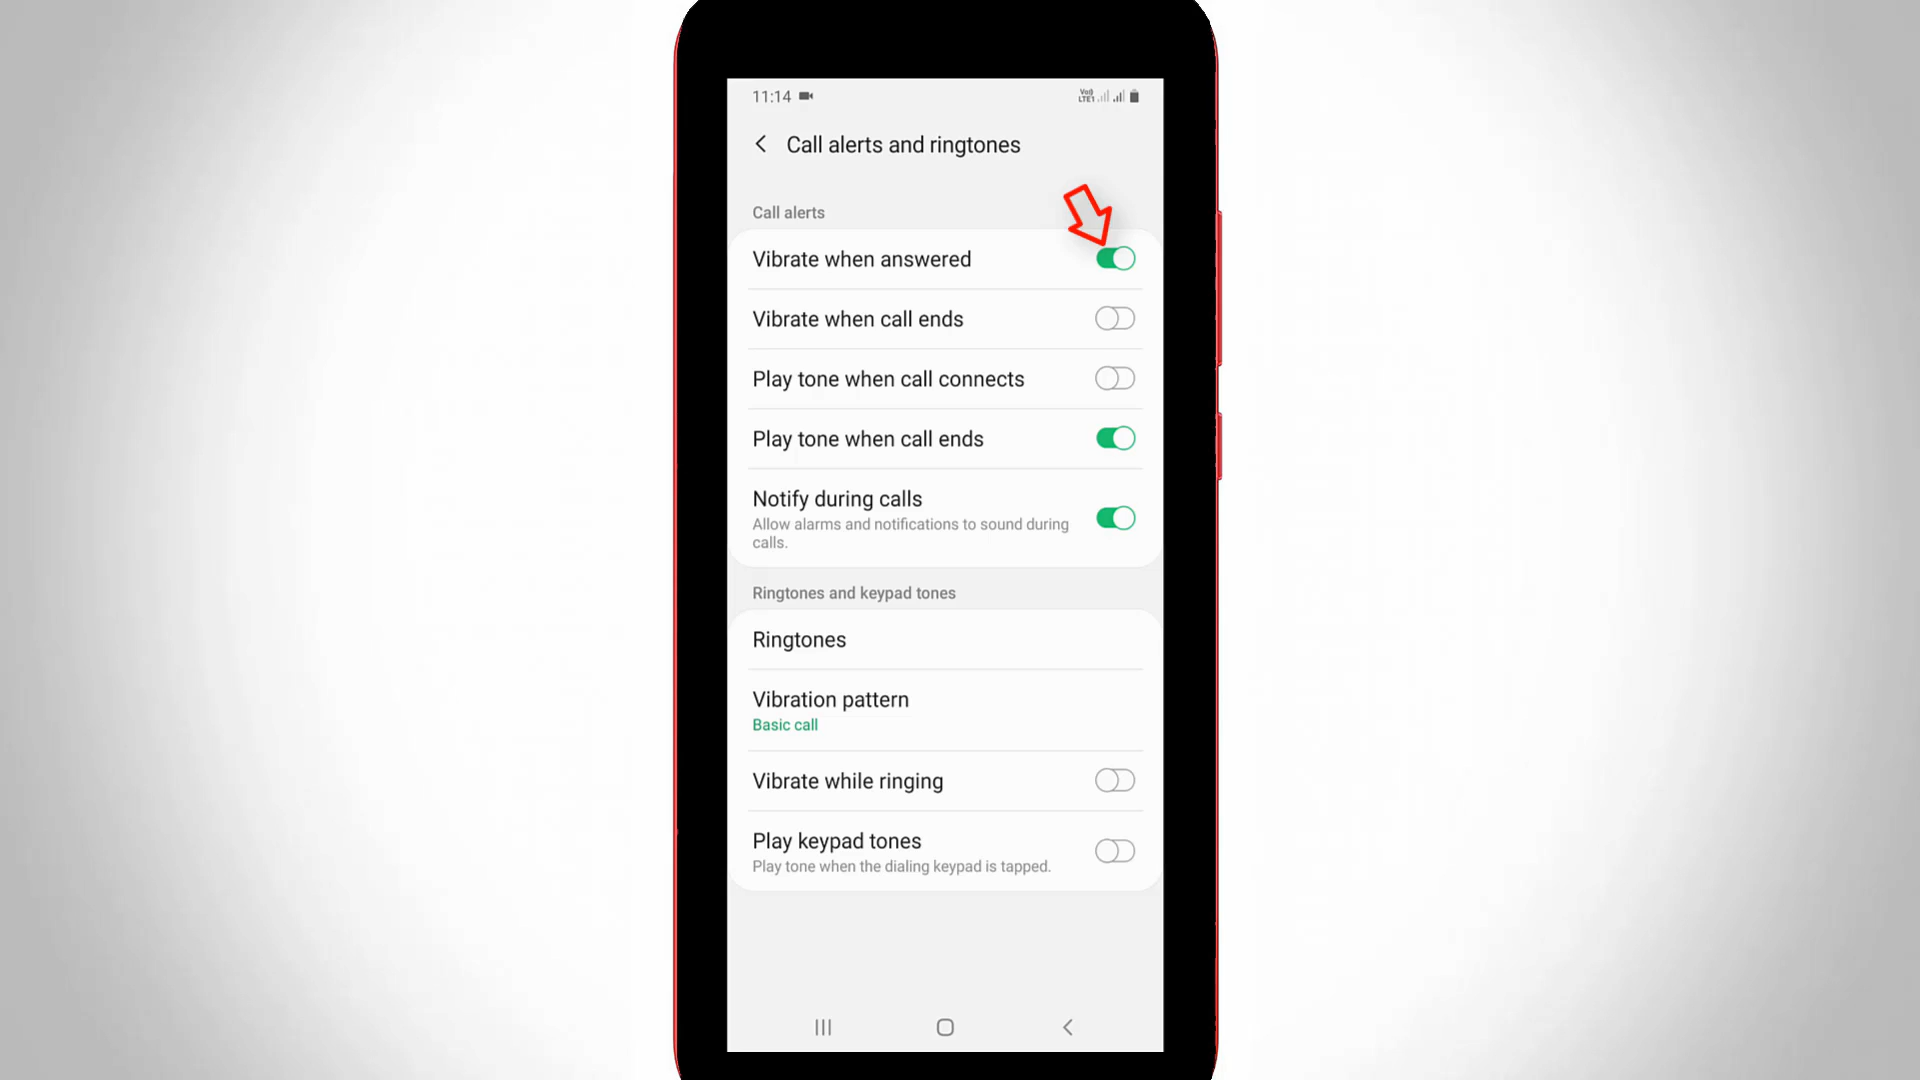 11:14
Vo))
LTE1
Call alerts and ringtones
Call alerts
Vibrate when answered
Vibrate when call ends
Play tone when call connects
Play tone when call ends
Notify during calls
Allow alarms and notifications to sound during
calls.
Ringtones and keypad tones
Ringtones
Vibration pattern
Basic call
Vibrate while ringing
Play keypad tones
Play tone when the dialing keypad is tapped.